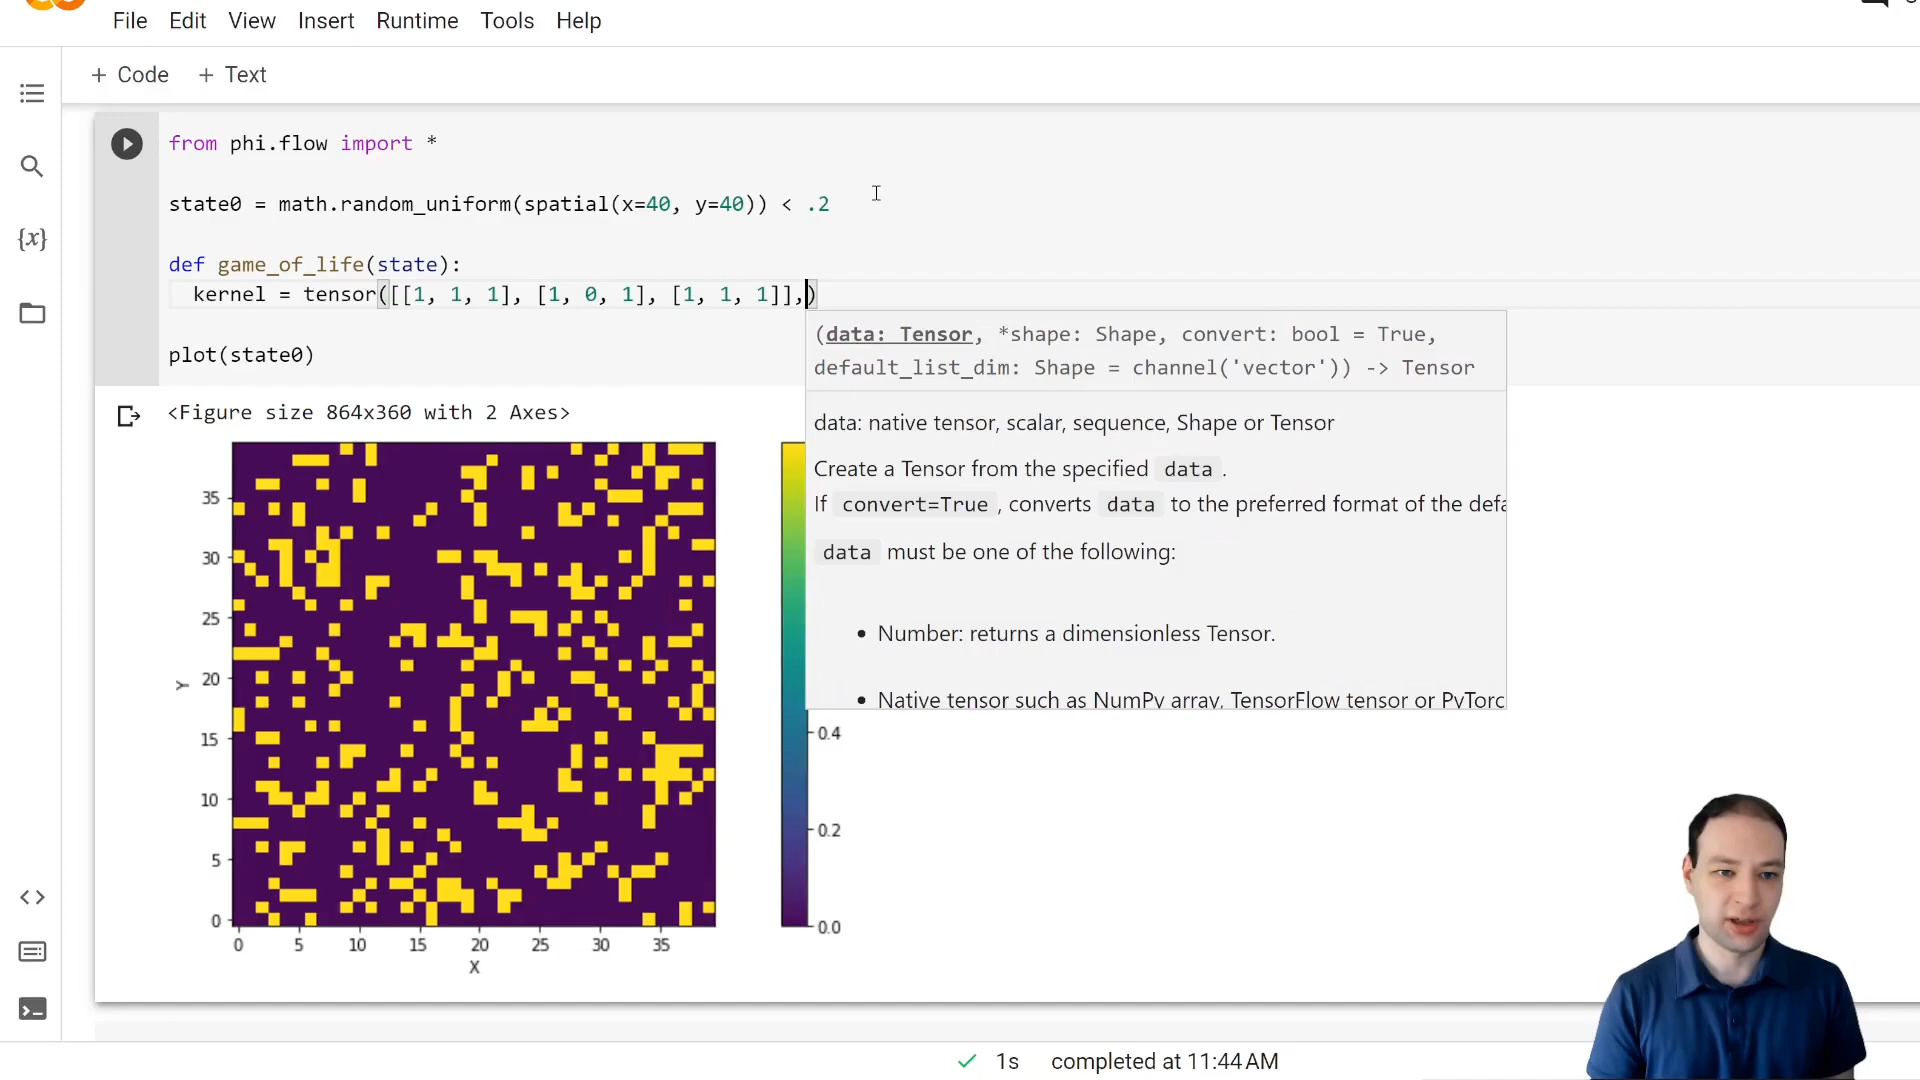 File Edit View Insert Runtime Tools Help
+ Code + Text
{x}
from phi.flow import *
state0 = math.random_uniform(spatial(x=40, y=40)) < .2
def game_of_life(state):
kernel = tensor([[1, 1, 1], [1, 0, 1], [1, 1, 1]],)
plot(state0)
(data: Tensor, *shape: Shape, convert: bool = True,
default_list_dim: Shape = channel('vector')) -> Tensor
data: native tensor, scalar, sequence, Shape or Tensor
Create a Tensor from the specified data .
If convert=True , converts data to the preferred format of the defa
data must be one of the following:
• Number: returns a dimensionless Tensor.
• Native tensor such as NumPy array, TensorFlow tensor or PyTorc
<Figure size 864x360 with 2 Axes>
35
30
25
20
15
10
5
0
Y
0 5 10 15 20 25 30 35
X
0.4
0.2
0.0
1s completed at 11:44 AM